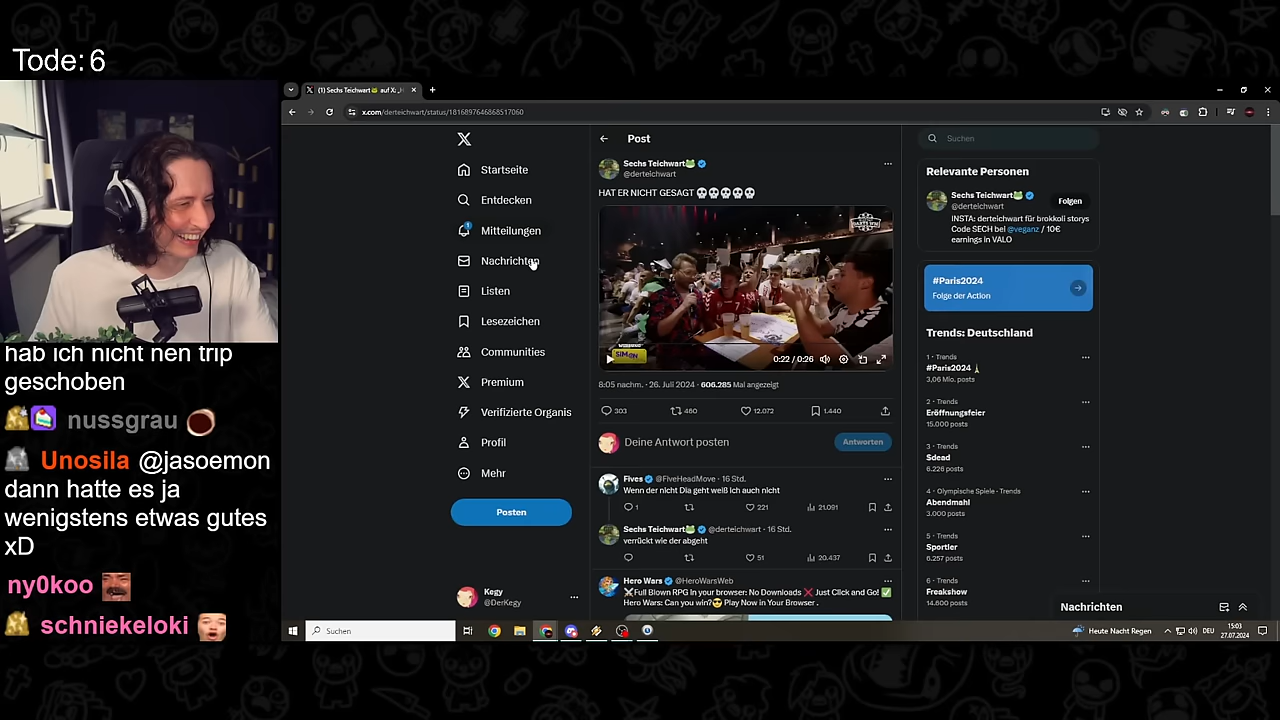 Tode: 6
hab ich nicht nen trip
geschoben
nussgrau
Unosila @jasoemon
dann hatte es ja
wenigstens etwas gutes
xD
ny0koo
schniekeloki
(1) Sechs Teichwart🐸 auf X: „H
x.com/derteichwart/status/1816897646868517060
Startseite
Entdecken
1
Mitteilungen
Nachrichten
Listen
Lesezeichen
Communities
Premium
Verifizierte Organis
Profil
Mehr
Posten
Kegy
@DerKegy
Post
Sechs Teichwart🐸
@derteichwart
HAT ER NICHT GESAGT 💀💀💀💀💀
0:22 / 0:26
8:05 nachm. · 26. Juli 2024 · 606.285 Mal angezeigt
303 460 12.072 1.440
Deine Antwort posten
Antworten
Fives @FiveHeadMove · 16 Std.
Wenn der nicht Dia geht weiß ich auch nicht
1 221 21.091
Sechs Teichwart🐸 @derteichwart · 16 Std.
verrückt wie der abgeht
51 20.437
Hero Wars @HeroWarsWeb
⚔️Full Blown RPG in your browser: No Downloads ❌ Just Click and Go! ✅
Hero Wars: Can you win?😎 Play Now in Your Browser .
Suchen
Relevante Personen
Sechs Teichwart🐸
@derteichwart
Folgen
INSTA: derteichwart für brokkoli storys
Code SECH bei @veganz / 10€
earnings in VALO
#Paris2024
Folge der Action
Trends: Deutschland
1 · Trends
#Paris2024
3,06 Mio. posts
2 · Trends
Eröffnungsfeier
15.000 posts
3 · Trends
Sdead
6.226 posts
4 · Olympische Spiele · Trends
Abendmahl
3.000 posts
5 · Trends
Sportler
6.257 posts
6 · Trends
Freakshow
14.600 posts
Nachrichten
Suchen
Heute Nacht Regen
DEU
15:03
27.07.2024